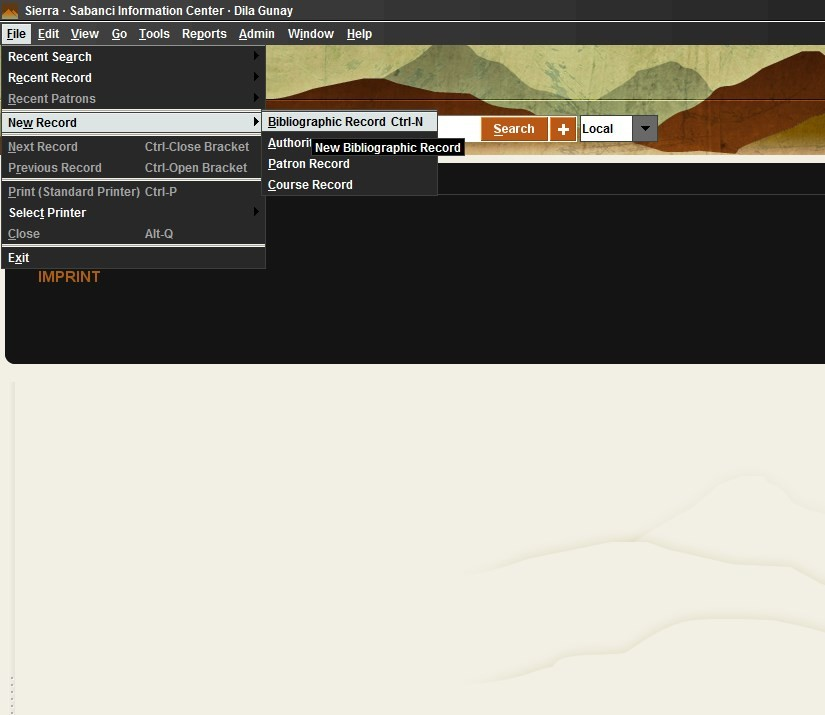 Sierra · Sabanci Information Center · Dila Gunay
File Edit View Go Tools Reports Admin Window Help
Recent Search
Recent Record
Recent Patrons
New Record
Bibliographic Record Ctrl-N
Search + Local
New Bibliographic Record
Next Record Ctrl-Close Bracket
Patron Record
Previous Record Ctrl-Open Bracket
Course Record
Print (Standard Printer) Ctrl-P
Select Printer
Close Alt-Q
Exit
IMPRINT